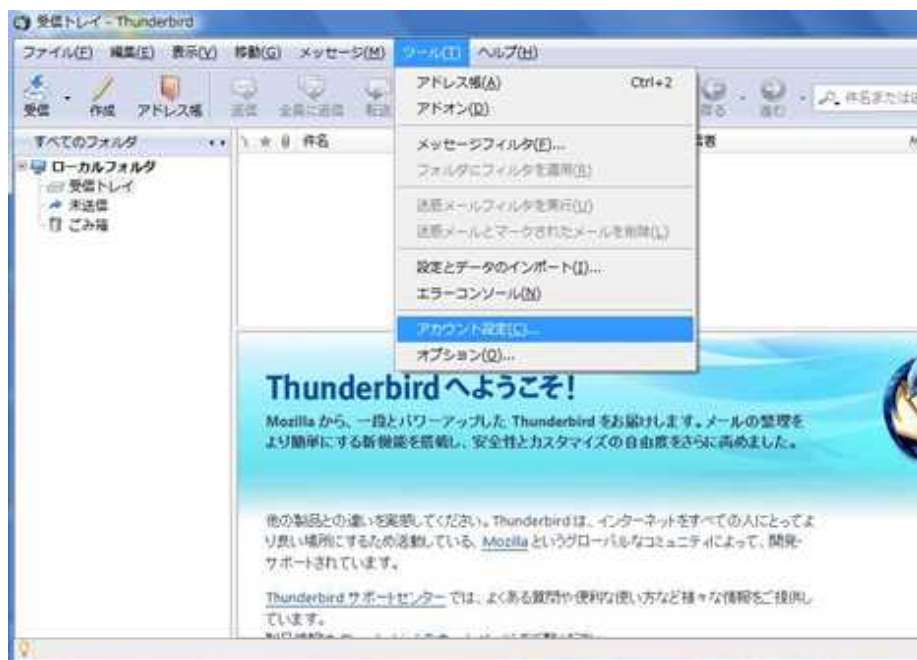 受信トレイ - Thunderbird
ファイル(F) 編集(E) 表示(V) 移動(G) メッセージ(M) ツール(T) ヘルプ(H)
受信 作成 アドレス帳 返信 全員に返信 転送 戻る 進む 件名または
すべてのフォルダ 件名
ローカルフォルダ
受信トレイ
未送信
ごみ箱
アドレス帳(A) Ctrl+2
アドオン(D)
メッセージフィルタ(F)...
フォルダにフィルタを適用(R)
迷惑メールフィルタを実行(U)
迷惑メールとマークされたメールを削除(L)
設定とデータのインポート(I)...
エラーコンソール(N)
アカウント設定(C)...
オプション(O)...
Thunderbird へようこそ!
Mozilla から、一段とパワーアップした Thunderbird をお届けします。メールの整理を
より簡単にする新機能を搭載し、安全性とカスタマイズの自由度をさらに高めました。
他の製品との違いを実感してください。Thunderbird は、インターネットをすべての人にとってよ
り良い場所にするため活動している、Mozilla というグローバルなコミュニティによって、開発・
サポートされています。
Thunderbird サポートセンター では、よくある質問や便利な使い方など様々な情報をご提供し
ています。